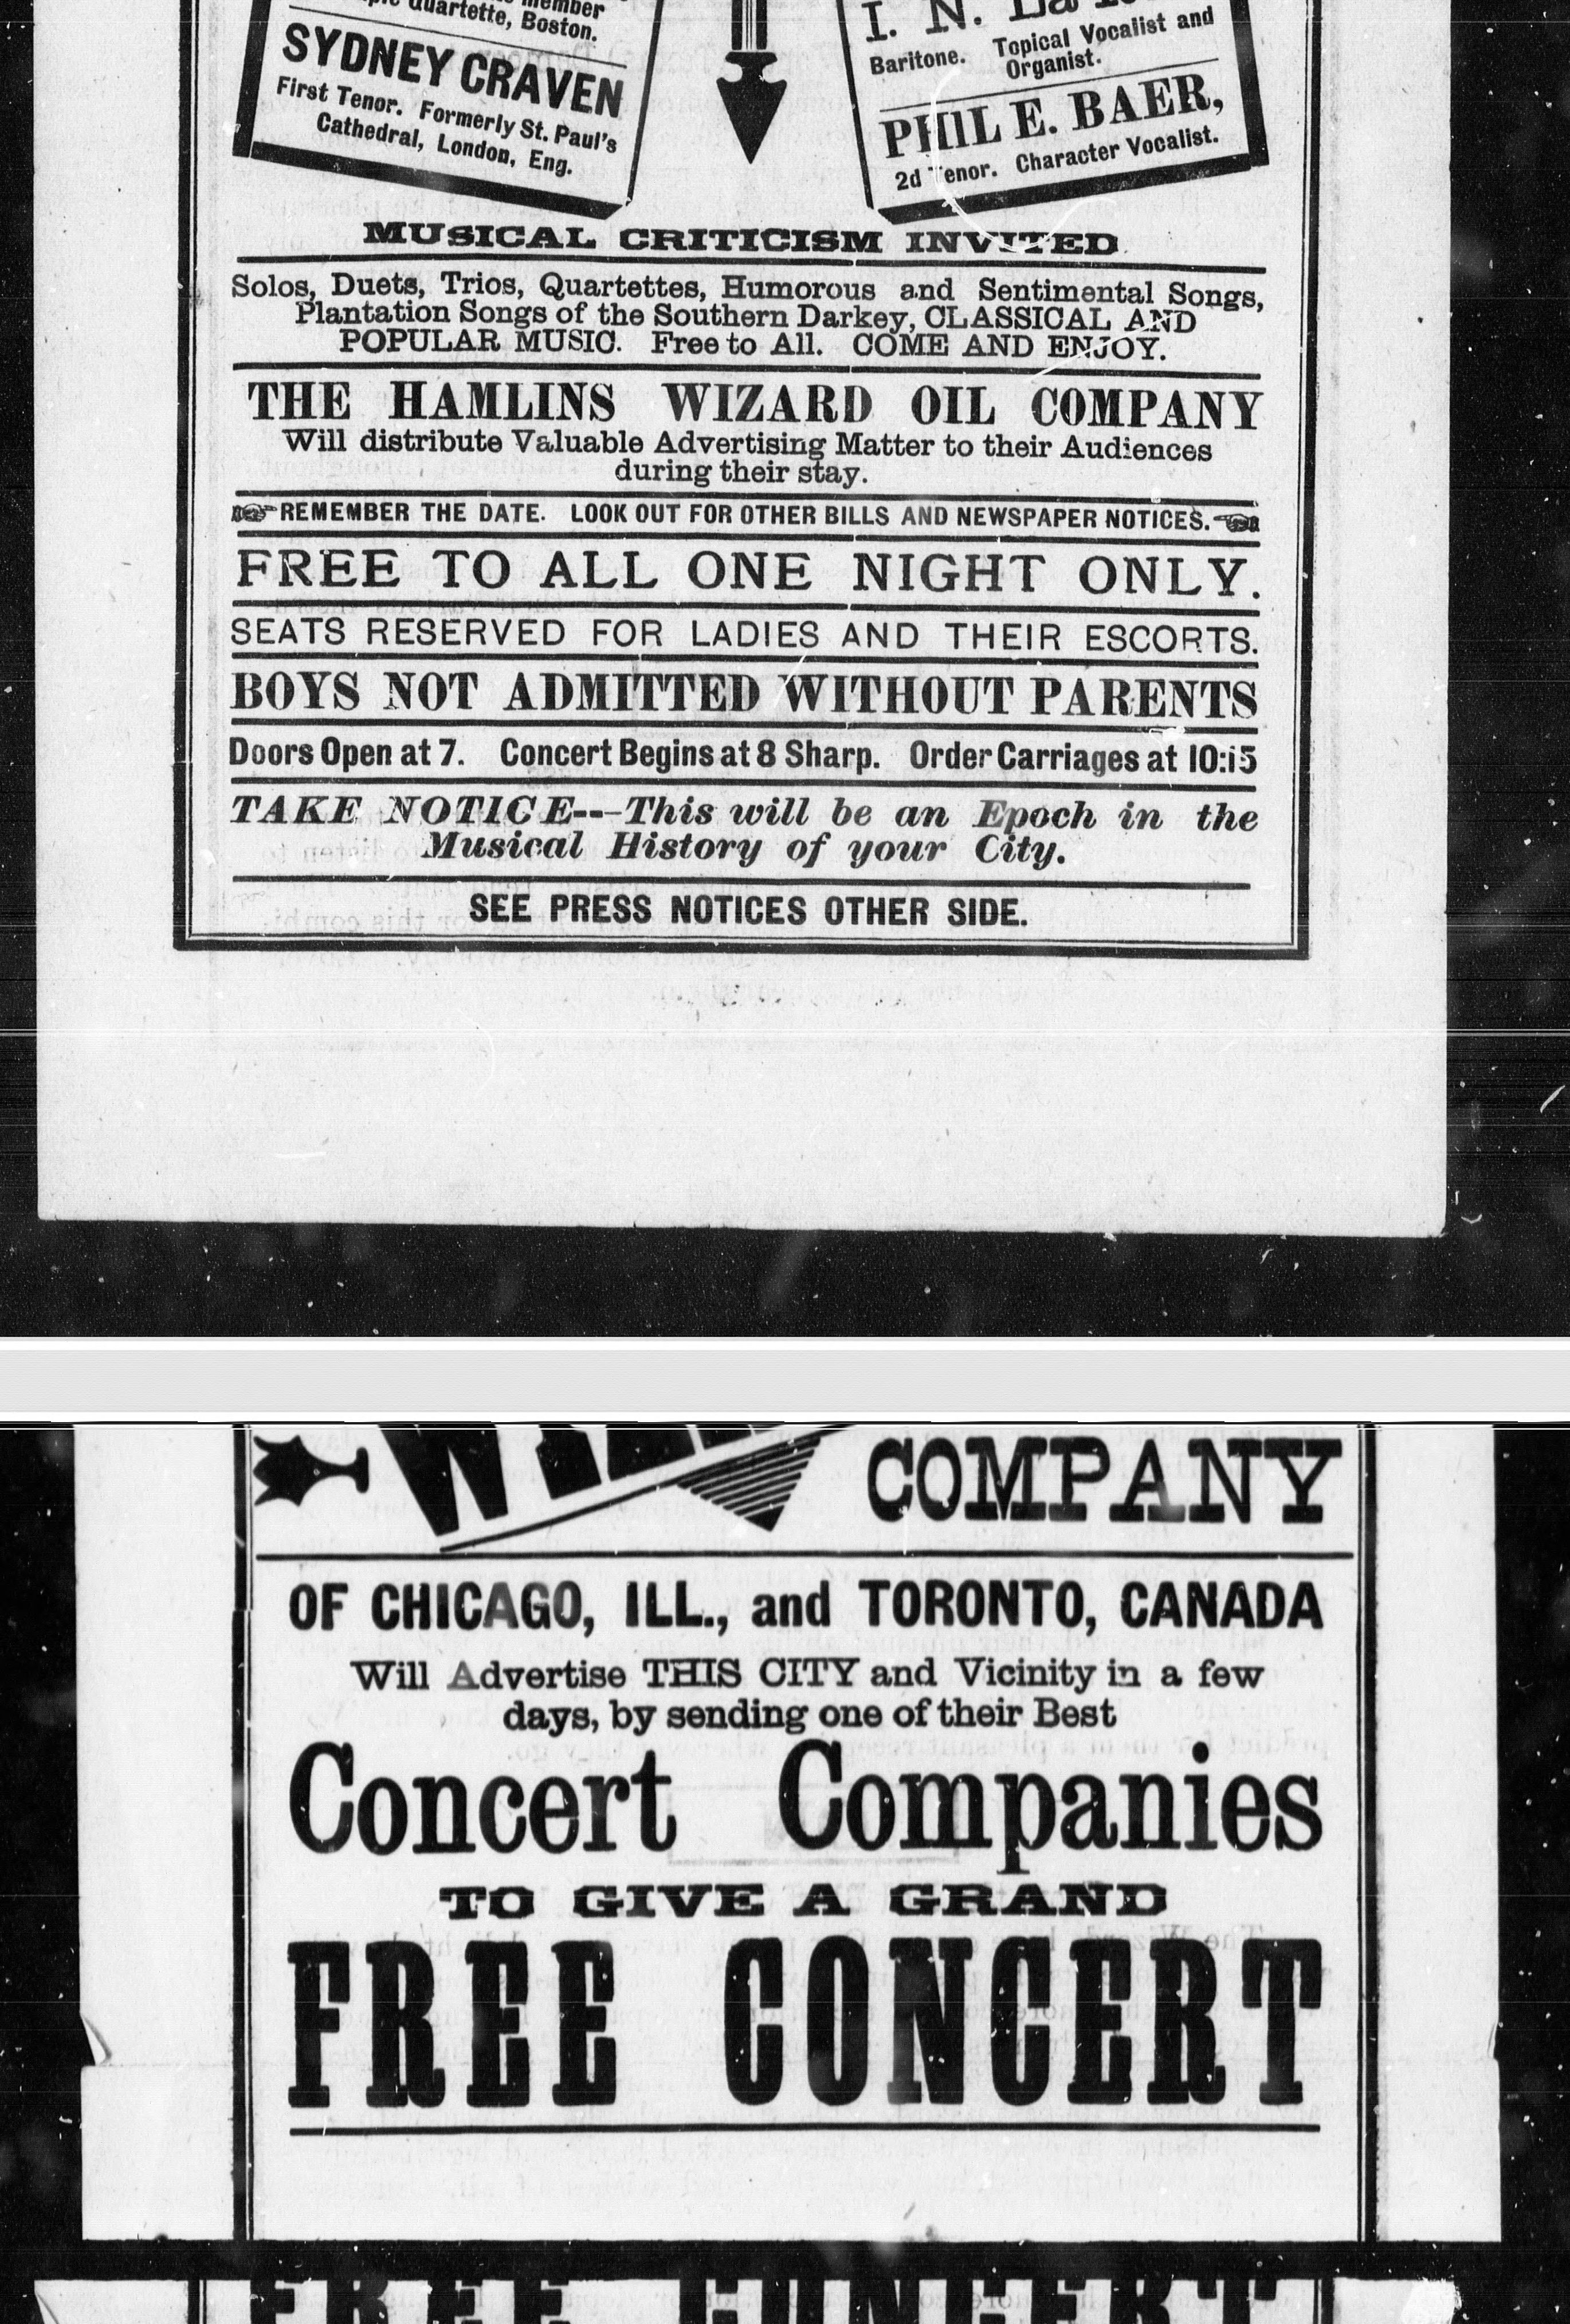 member
Quartette, Boston.
SYDNEY CRAVEN
First Tenor. Formerly St. Paul's
Cathedral, London, Eng.
I. N.
Baritone. Topical Vocalist and
Organist.
PHIL E. BAER,
2d Tenor. Character Vocalist.
MUSICAL CRITICISM INVITED
Solos, Duets, Trios, Quartettes, Humorous and Sentimental Songs,
Plantation Songs of the Southern Darkey, CLASSICAL AND
POPULAR MUSIC. Free to All. COME AND ENJOY.
THE HAMLINS WIZARD OIL COMPANY
Will distribute Valuable Advertising Matter to their Audiences
during their stay.
☞REMEMBER THE DATE. LOOK OUT FOR OTHER BILLS AND NEWSPAPER NOTICES.☜
FREE TO ALL ONE NIGHT ONLY.
SEATS RESERVED FOR LADIES AND THEIR ESCORTS.
BOYS NOT ADMITTED WITHOUT PARENTS
Doors Open at 7. Concert Begins at 8 Sharp. Order Carriages at 10:15
TAKE NOTICE---This will be an Epoch in the
Musical History of your City.
SEE PRESS NOTICES OTHER SIDE.
COMPANY
OF CHICAGO, ILL., and TORONTO, CANADA
Will Advertise THIS CITY and Vicinity in a few
days, by sending one of their Best
Concert Companies
TO GIVE A GRAND
FREE CONCERT
FREE CONCERT